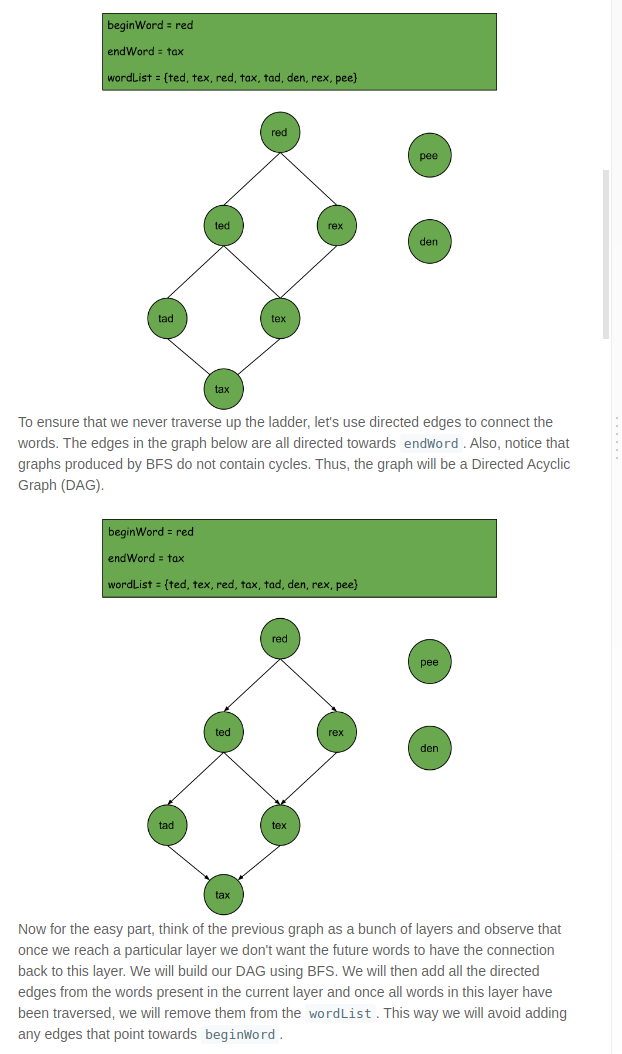 beginWord = red
endWord = tax
wordList = {ted, tex, red, tax, tad, den, rex, pee}
red
pee
ted
rex
den
tad
tex
tax
To ensure that we never traverse up the ladder, let's use directed edges to connect the
words. The edges in the graph below are all directed towards endWord . Also, notice that
graphs produced by BFS do not contain cycles. Thus, the graph will be a Directed Acyclic
Graph (DAG).
beginWord = red
endWord = tax
wordList = {ted, tex, red, tax, tad, den, rex, pee}
red
pee
ted
rex
den
tad
tex
tax
Now for the easy part, think of the previous graph as a bunch of layers and observe that
once we reach a particular layer we don't want the future words to have the connection
back to this layer. We will build our DAG using BFS. We will then add all the directed
edges from the words present in the current layer and once all words in this layer have
been traversed, we will remove them from the wordList . This way we will avoid adding
any edges that point towards beginWord .